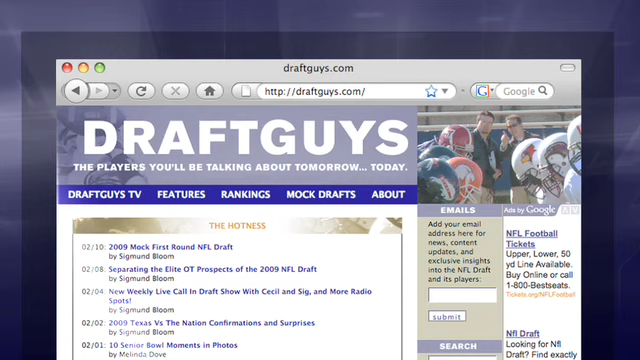 draftguys.com
http://draftguys.com/
Google
DRAFTGUYS
THE PLAYERS YOU'LL BE TALKING ABOUT TOMORROW... TODAY.
DRAFTGUYS TV FEATURES RANKINGS MOCK DRAFTS ABOUT
THE HOTNESS
02/10: 2009 Mock First Round NFL Draft
by Sigmund Bloom
02/08: Separating the Elite OT Prospects of the 2009 NFL Draft
by Sigmund Bloom
02/04: New Weekly Live Call In Draft Show With Cecil and Sig, and More Radio
Spots!
by Sigmund Bloom
02/02: 2009 Texas Vs The Nation Confirmations and Surprises
by Sigmund Bloom
02/01: 10 Senior Bowl Moments in Photos
by Melinda Dove
EMAILS
Add your email
address here for
news, content
updates, and
exclusive insights
into the NFL Draft
and its players:
submit
SEARCH
Ads by Google
NFL Football
Tickets
Upper, Lower, 50
yd Line Available.
Buy Online or call
1-800-Bestseats.
Tickets.org/NFLFootball
Nfl Draft
Looking for Nfl
Draft? Find exactly